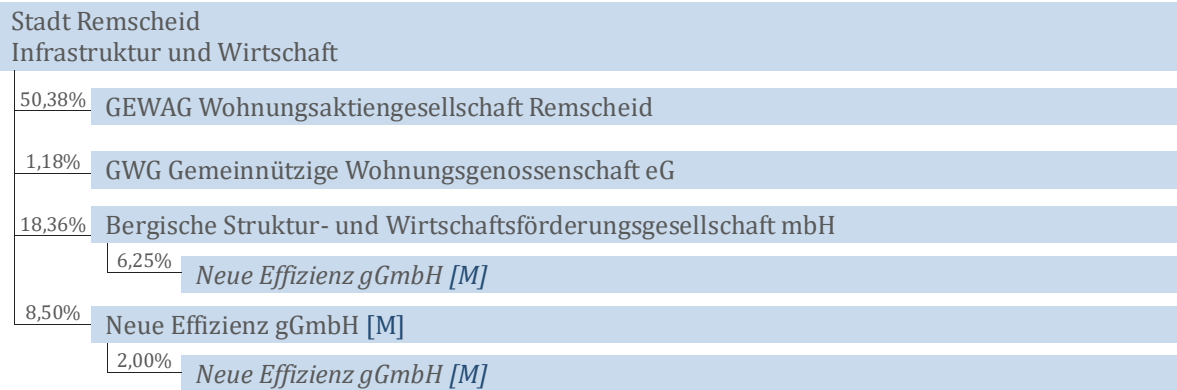 Stadt Remscheid
Infrastruktur und Wirtschaft
50,38% GEWAG Wohnungsaktiengesellschaft Remscheid
1,18% GWG Gemeinnützige Wohnungsgenossenschaft eG
18,36% Bergische Struktur- und Wirtschaftsförderungsgesellschaft mbH
6,25% Neue Effizienz gGmbH [M]
8,50% Neue Effizienz gGmbH [M]
2,00% Neue Effizienz gGmbH [M]